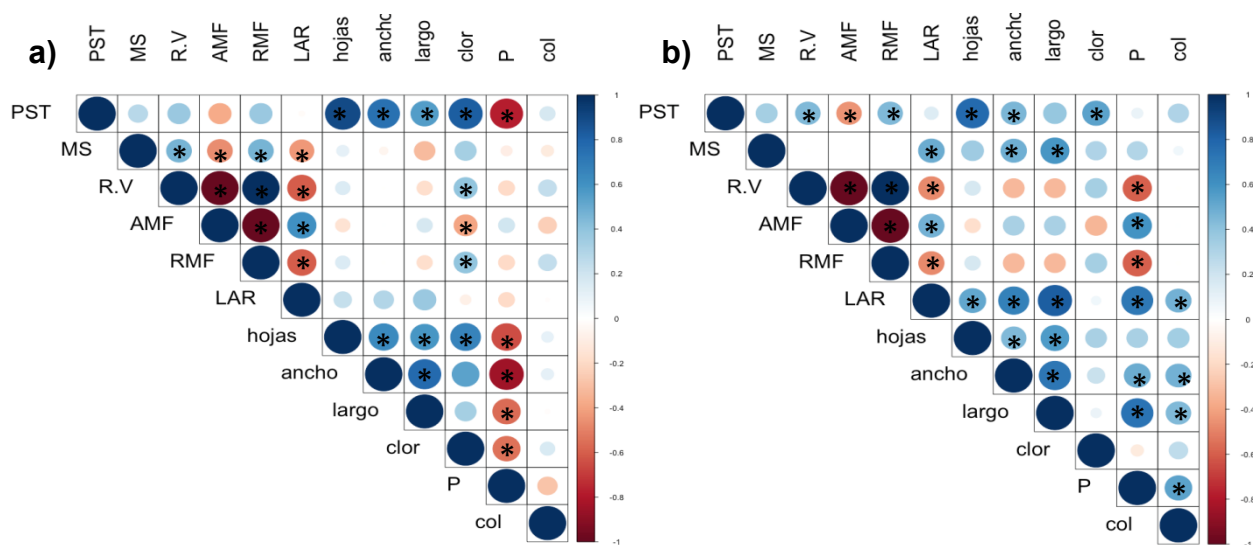 a)
PST MS R.V AMF RMF LAR hojas ancho largo clor P col
PST
MS
R.V
AMF
RMF
LAR
hojas
ancho
largo
clor
P
col
1
0.8
0.6
0.4
0.2
0
-0.2
-0.4
-0.6
-0.8
-1
b)
PST MS R.V AMF RMF LAR hojas ancho largo clor P col
PST
MS
R.V
AMF
RMF
LAR
hojas
ancho
largo
clor
P
col
1
0.8
0.6
0.4
0.2
0
-0.2
-0.4
-0.6
-0.8
-1